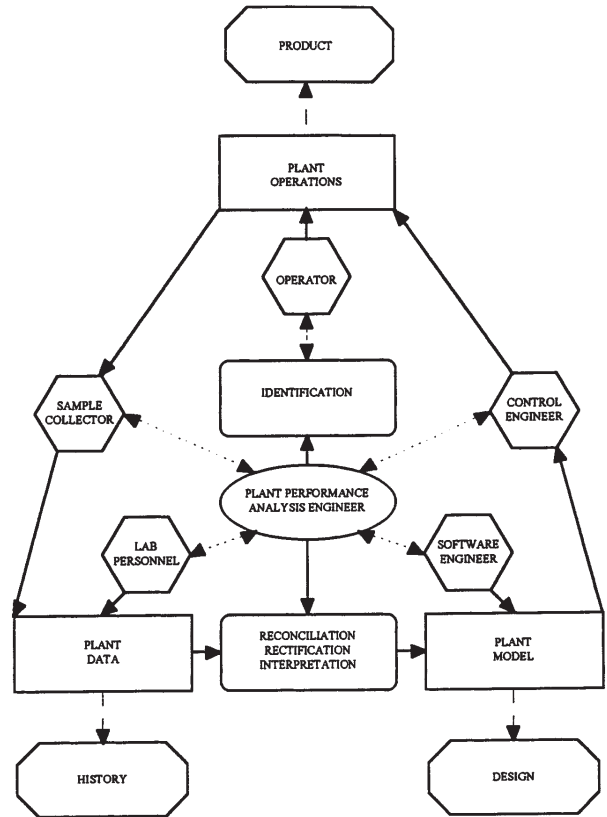 PRODUCT
PLANT
OPERATIONS
OPERATOR
IDENTIFICATION
SAMPLE
COLLECTOR
CONTROL
ENGINEER
PLANT PERFORMANCE
ANALYSIS ENGINEER
LAB
PERSONNEL
SOFTWARE
ENGINEER
PLANT
DATA
RECONCILIATION
RECTIFICATION
INTERPRETATION
PLANT
MODEL
HISTORY
DESIGN